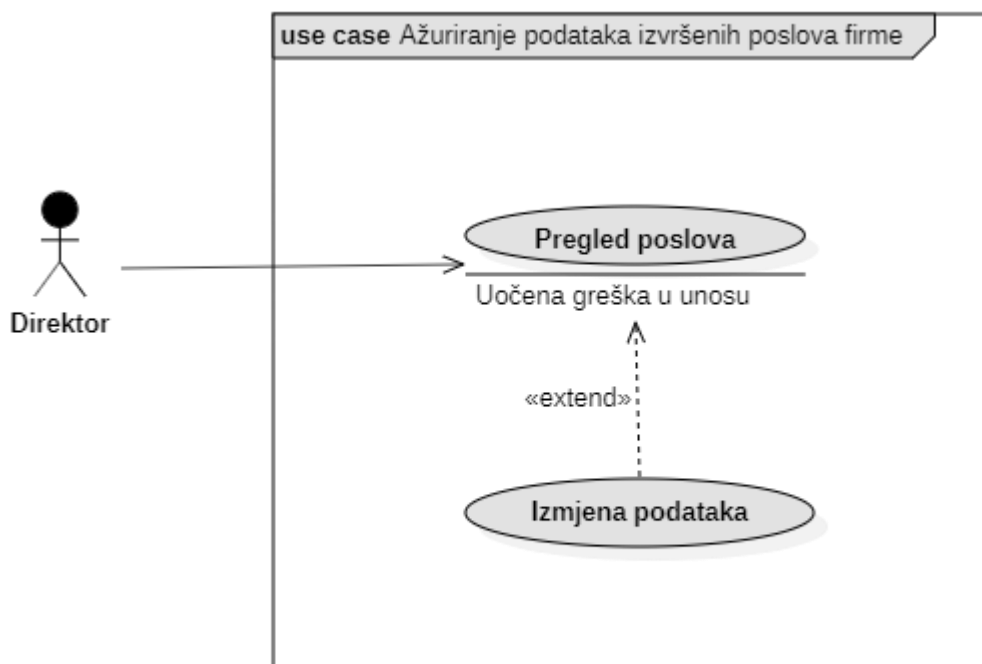 use case Ažuriranje podataka izvršenih poslova firme
Pregled poslova
Uočena greška u unosu
Direktor
«extend»
Izmjena podataka